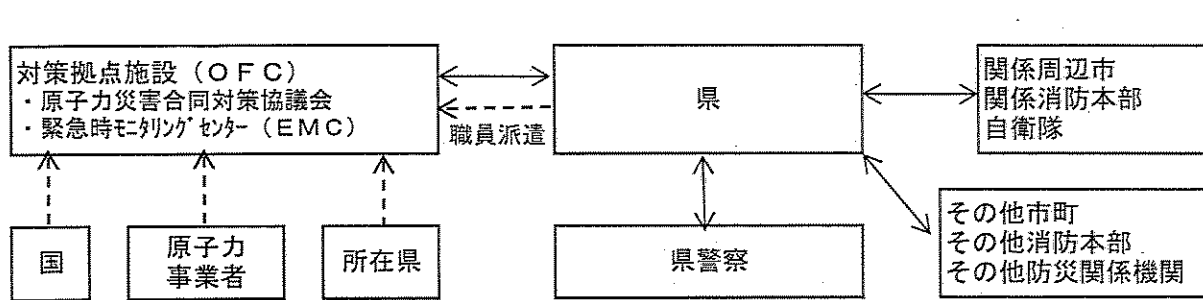 対策拠点施設（ＯＦＣ）
・原子力災害合同対策協議会
・緊急時ﾓﾆﾀﾘﾝｸﾞｾﾝﾀｰ（ＥＭＣ）
職員派遣
県
関係周辺市
関係消防本部
自衛隊
国
原子力
事業者
所在県
県警察
その他市町
その他消防本部
その他防災関係機関